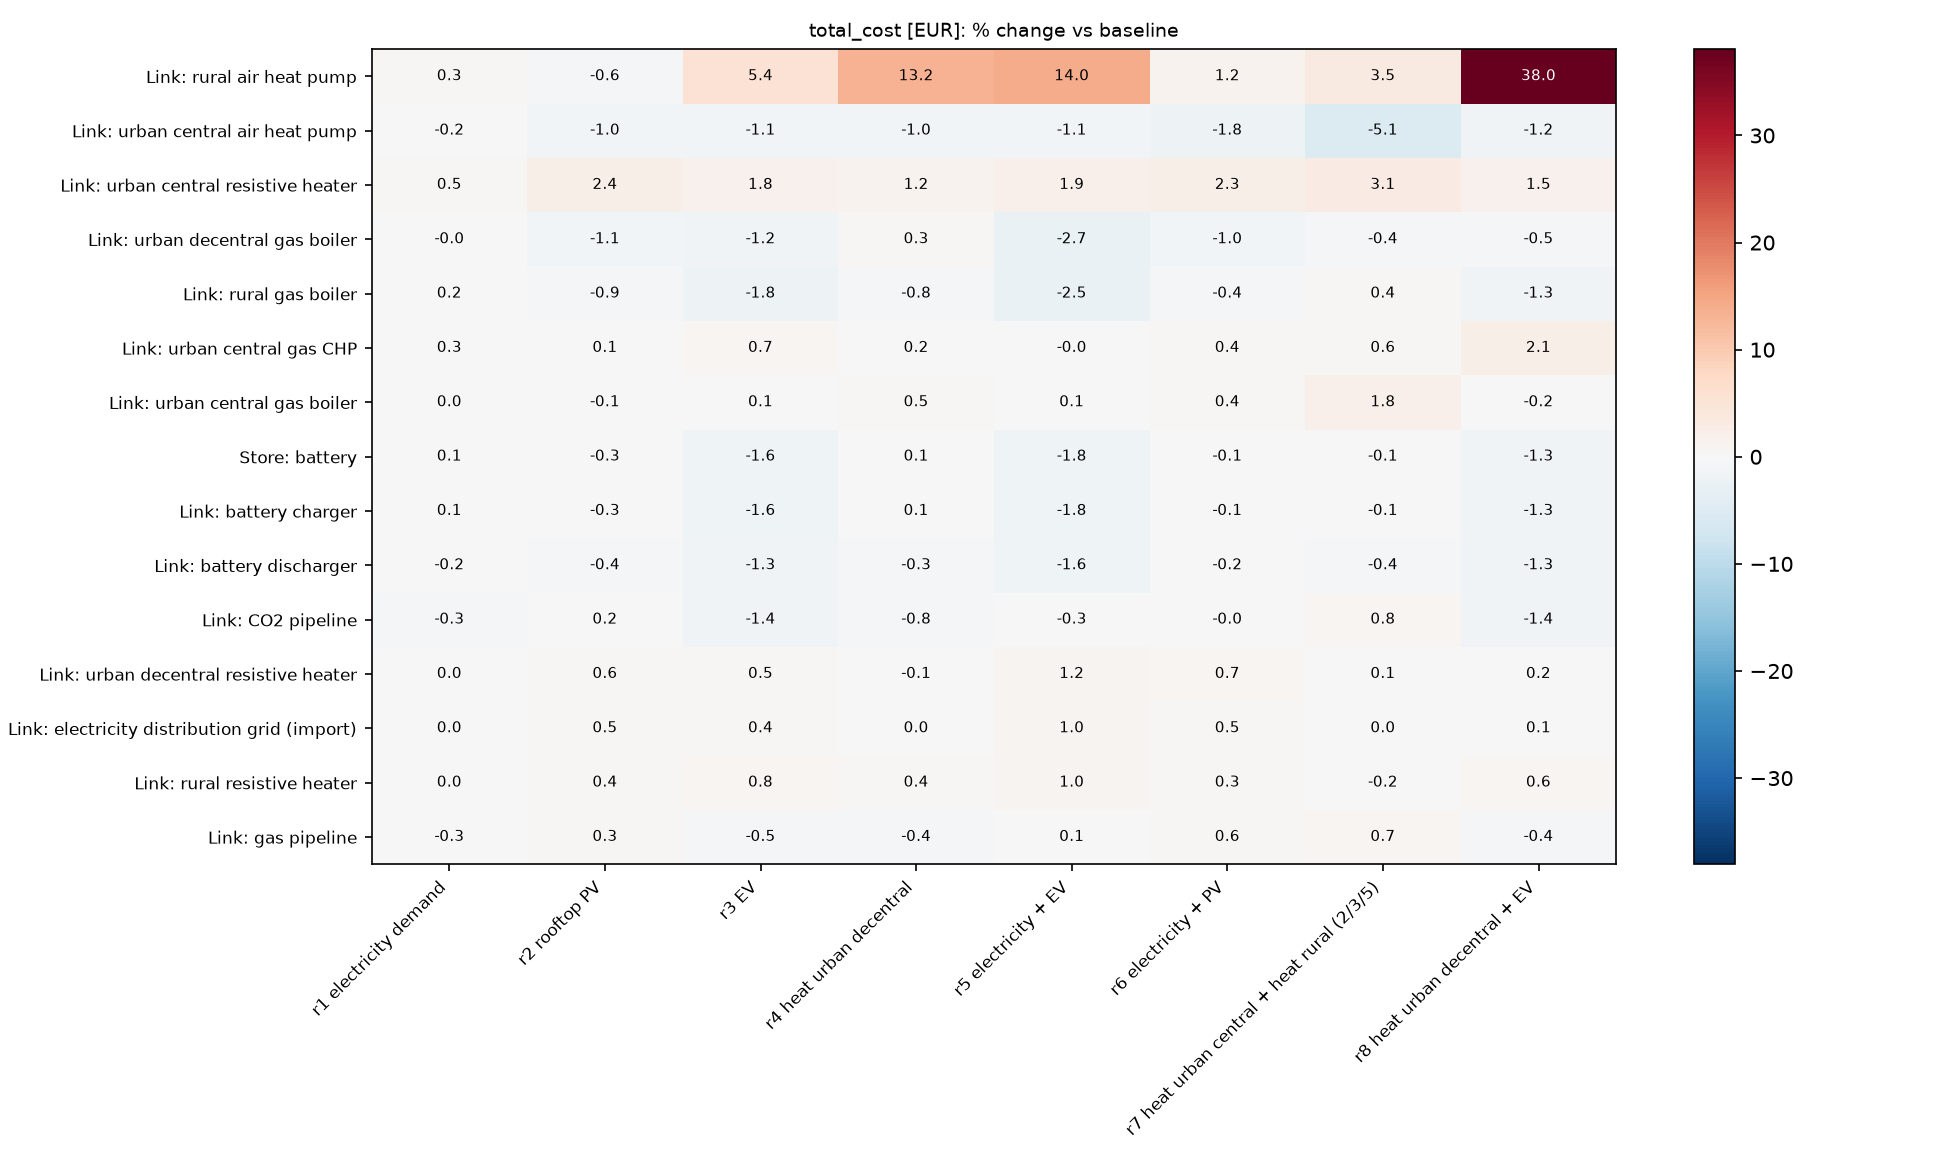 total_cost [EUR]: % change vs baseline
Link: rural air heat pump 0.3 -0.6 5.4 13.2 14.0 1.2 3.5 38.0
Link: urban central air heat pump -0.2 -1.0 -1.1 -1.0 -1.1 -1.8 -5.1 -1.2
Link: urban central resistive heater 0.5 2.4 1.8 1.2 1.9 2.3 3.1 1.5
Link: urban decentral gas boiler -0.0 -1.1 -1.2 0.3 -2.7 -1.0 -0.4 -0.5
Link: rural gas boiler 0.2 -0.9 -1.8 -0.8 -2.5 -0.4 0.4 -1.3
Link: urban central gas CHP 0.3 0.1 0.7 0.2 -0.0 0.4 0.6 2.1
Link: urban central gas boiler 0.0 -0.1 0.1 0.5 0.1 0.4 1.8 -0.2
Store: battery 0.1 -0.3 -1.6 0.1 -1.8 -0.1 -0.1 -1.3
Link: battery charger 0.1 -0.3 -1.6 0.1 -1.8 -0.1 -0.1 -1.3
Link: battery discharger -0.2 -0.4 -1.3 -0.3 -1.6 -0.2 -0.4 -1.3
Link: CO2 pipeline -0.3 0.2 -1.4 -0.8 -0.3 -0.0 0.8 -1.4
Link: urban decentral resistive heater 0.0 0.6 0.5 -0.1 1.2 0.7 0.1 0.2
Link: electricity distribution grid (import) 0.0 0.5 0.4 0.0 1.0 0.5 0.0 0.1
Link: rural resistive heater 0.0 0.4 0.8 0.4 1.0 0.3 -0.2 0.6
Link: gas pipeline -0.3 0.3 -0.5 -0.4 0.1 0.6 0.7 -0.4
r1 electricity demand
r2 rooftop PV
r3 EV
r4 heat urban decentral
r5 electricity + EV
r6 electricity + PV
r7 heat urban central + heat rural (2/3/5)
r8 heat urban decentral + EV
30
20
10
0
−10
−20
−30